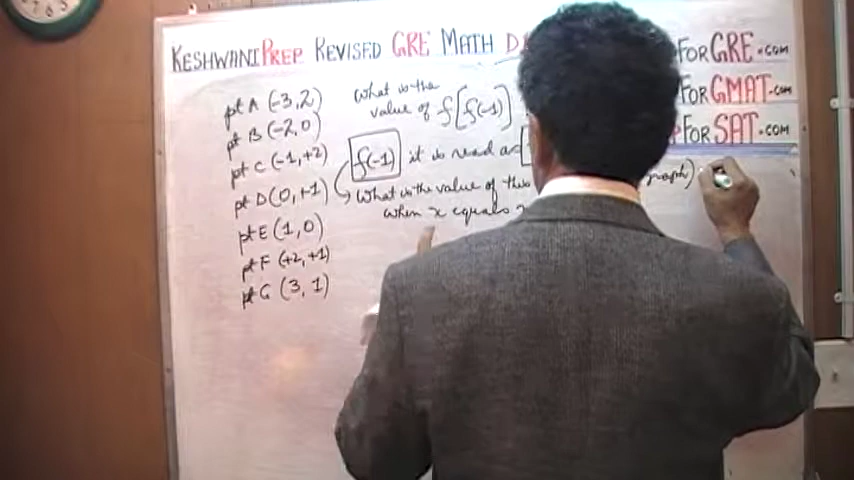 KESHWANI PREP REVISED GRE MATH FORGRE.COM
FORGMAT.COM
FORSAT.COM
pt A (-3,2)
pt B (-2,0)
pt C (-1,+2)
pt D (0,+1)
pt E (1,0)
pt F (+2,+1)
pt G (3,1)
What is the
value of f[f(-1)]
f(-1) it is read as
What is the value of this graph)
when x equals